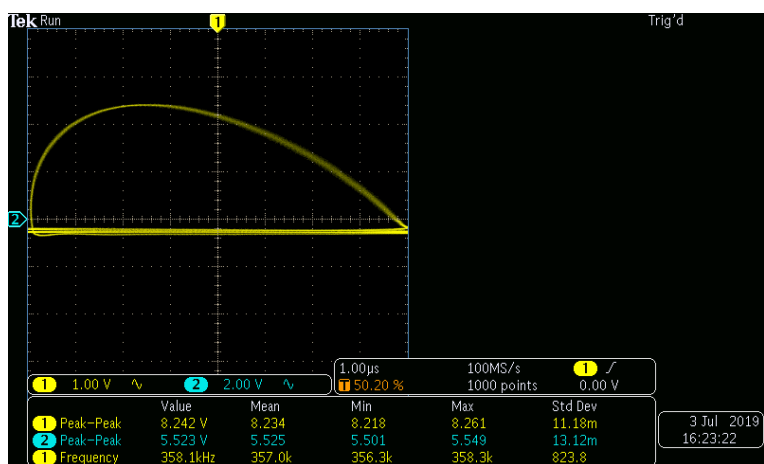 Tek Run 1 Trig'd
2
1 1.00 V 2 2.00 V 1.00µs 100MS/s 1
T 50.20 % 1000 points 0.00 V
Value Mean Min Max Std Dev
1 Peak-Peak 8.242 V 8.234 8.218 8.261 11.18m
2 Peak-Peak 5.523 V 5.525 5.501 5.549 13.12m
1 Frequency 358.1kHz 357.0k 356.3k 358.3k 823.8
3 Jul 2019
16:23:22